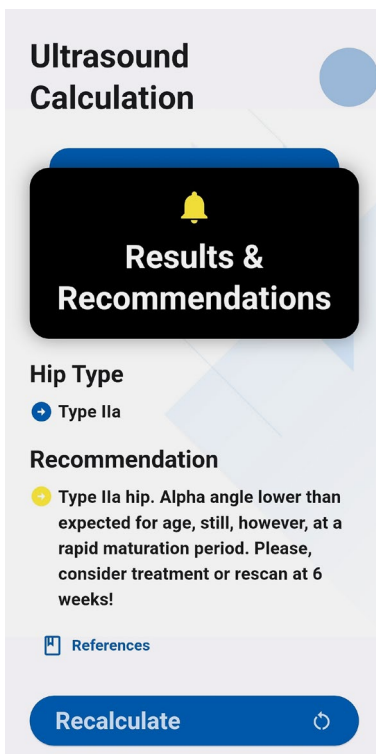 Ultrasound
Calculation
Results &
Recommendations
Hip Type
Type IIa
Recommendation
Type IIa hip. Alpha angle lower than
expected for age, still, however, at a
rapid maturation period. Please,
consider treatment or rescan at 6
weeks!
References
Recalculate